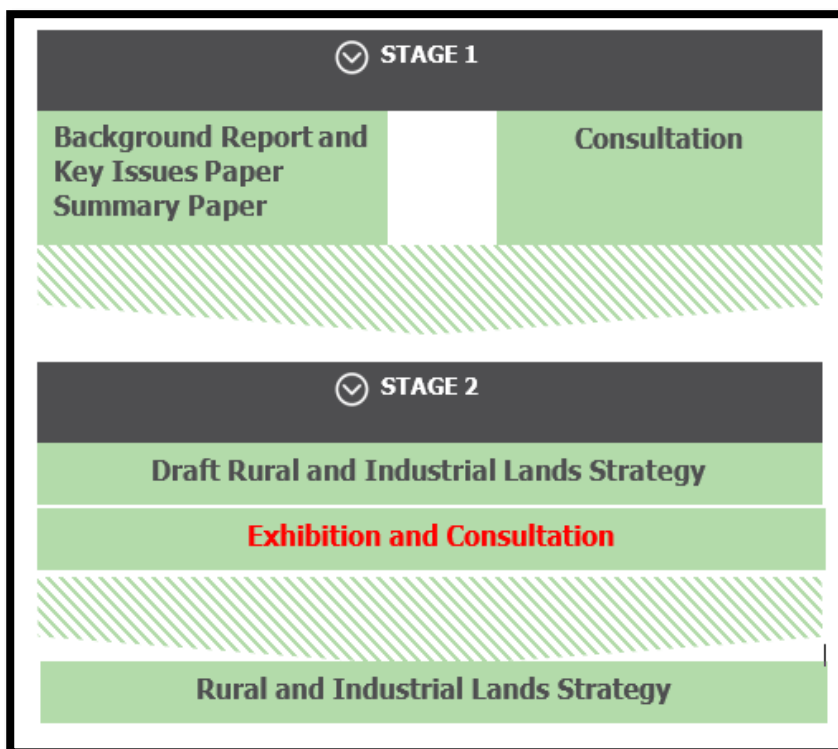 STAGE 1
Background Report and
Key Issues Paper
Summary Paper
Consultation
STAGE 2
Draft Rural and Industrial Lands Strategy
Exhibition and Consultation
Rural and Industrial Lands Strategy